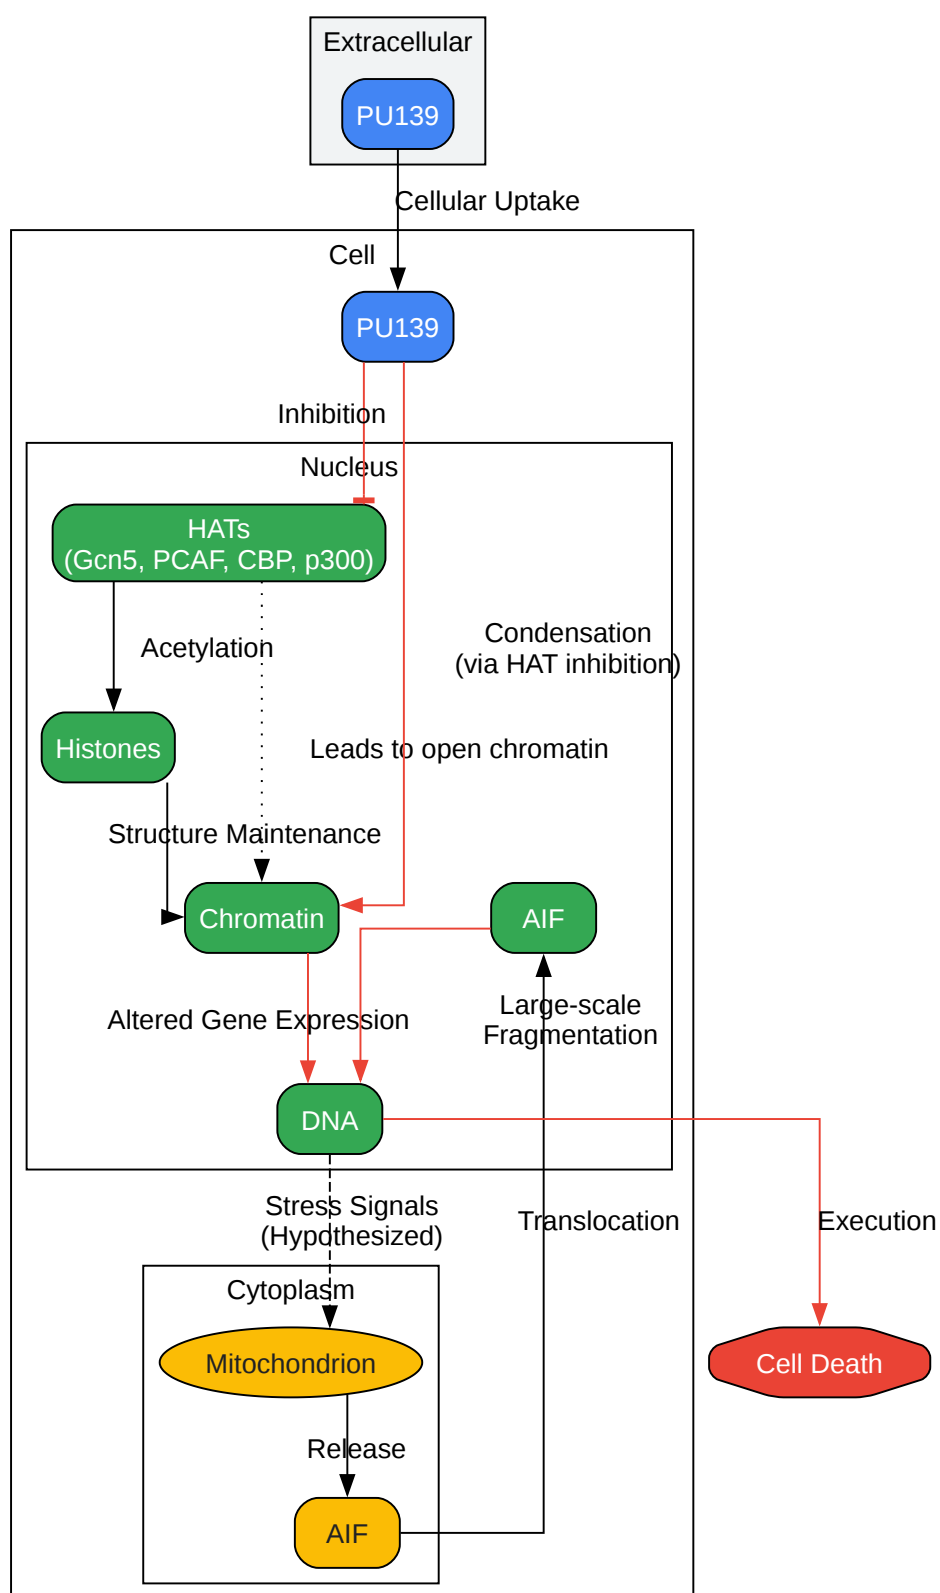 Extracellular
PU139
Cellular Uptake
Cell
PU139
Inhibition
Nucleus
HATs
(Gcn5, PCAF, CBP, p300)
Condensation
(via HAT inhibition)
Acetylation
Histones
Leads to open chromatin
Structure Maintenance
Chromatin
AIF
Large-scale
Fragmentation
Altered Gene Expression
DNA
Stress Signals
(Hypothesized)
Translocation
Execution
Cytoplasm
Mitochondrion
Cell Death
Release
AIF